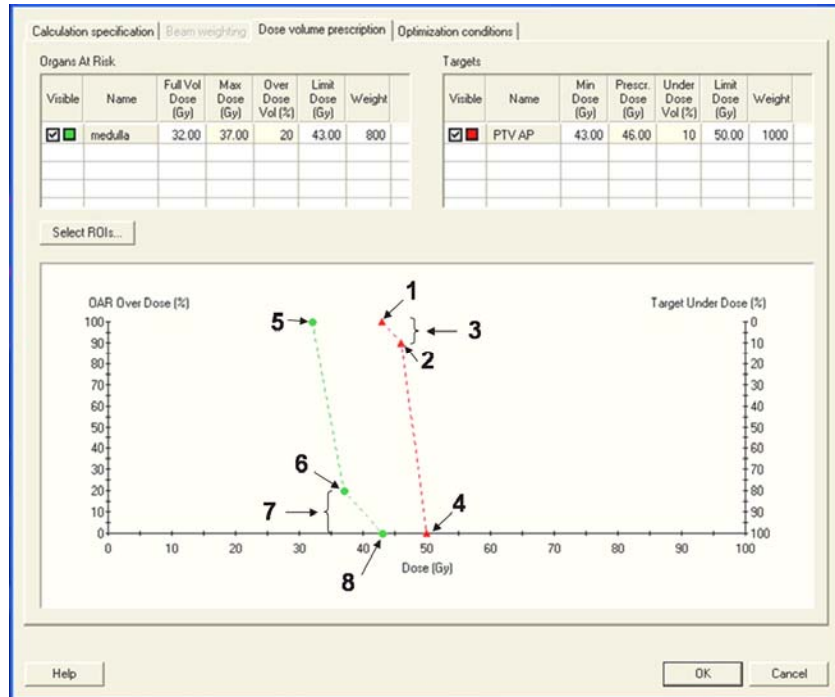 Calculation specification Beam weighting Dose volume prescription Optimization conditions
Organs At Risk
Visible Name Full Vol Dose (Gy) Max Dose (Gy) Over Dose Vol (%) Limit Dose (Gy) Weight
medulla 32.00 37.00 20 43.00 800
Targets
Visible Name Min Dose (Gy) Prescr. Dose (Gy) Under Dose Vol (%) Limit Dose (Gy) Weight
PTV AP 43.00 46.00 10 50.00 1000
Select ROIs...
OAR Over Dose (%)
Target Under Dose (%)
100
90
80
70
60
50
40
30
20
10
0
0
10
20
30
40
50
60
70
80
90
100
1
2
3
4
5
6
7
8
0 10 20 30 40 50 60 70 80 90 100
Dose (Gy)
Help OK Cancel